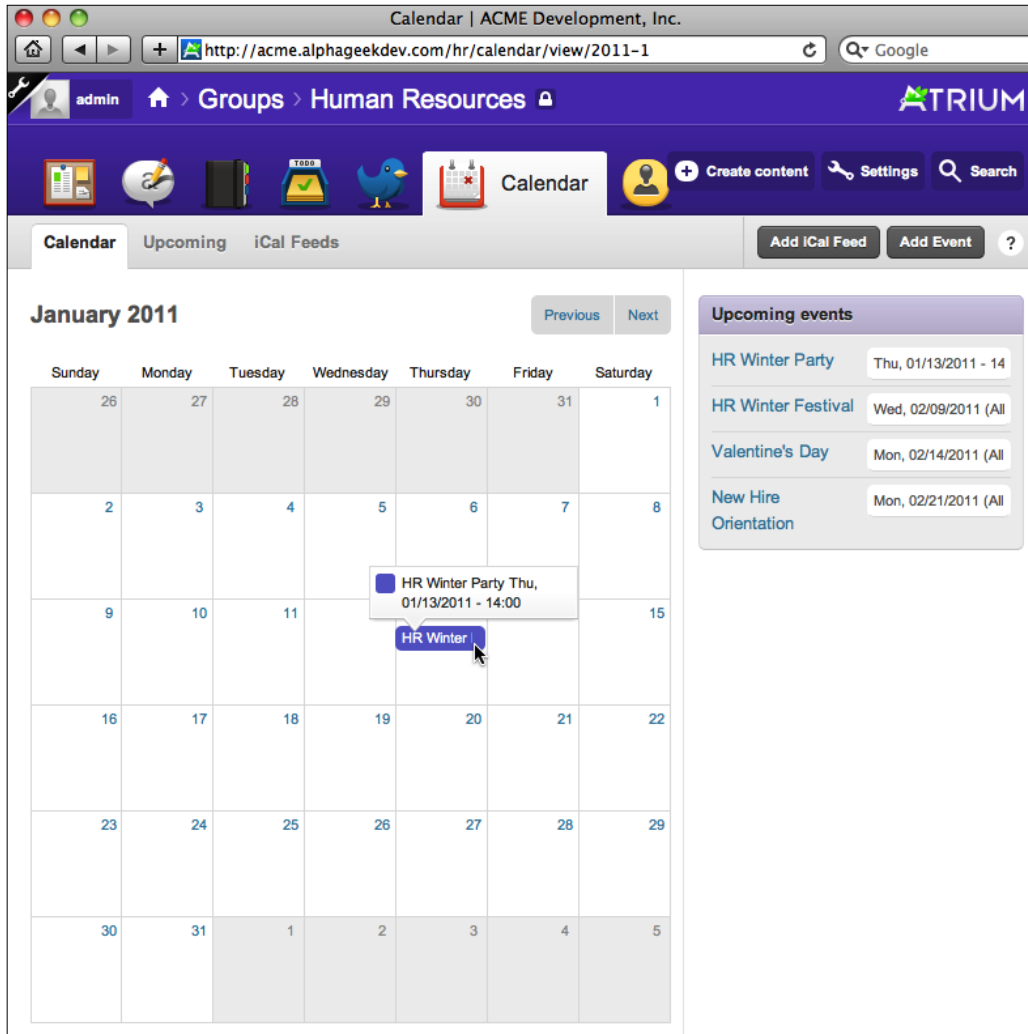 Calendar | ACME Development, Inc.
http://acme.alphageekdev.com/hr/calendar/view/2011-1
Google
admin
Groups > Human Resources
ATRIUM
TODO
Calendar
Create content
Settings
Search
Calendar Upcoming iCal Feeds
Add iCal Feed
Add Event
?
January 2011
Previous Next
Sunday Monday Tuesday Wednesday Thursday Friday Saturday
26 27 28 29 30 31 1
2 3 4 5 6 7 8
HR Winter Party Thu,
01/13/2011 - 14:00
9 10 11 15
HR Winter
16 17 18 19 20 21 22
23 24 25 26 27 28 29
30 31 1 2 3 4 5
Upcoming events
HR Winter Party Thu, 01/13/2011 - 14
HR Winter Festival Wed, 02/09/2011 (All
Valentine's Day Mon, 02/14/2011 (All
New Hire Mon, 02/21/2011 (All
Orientation